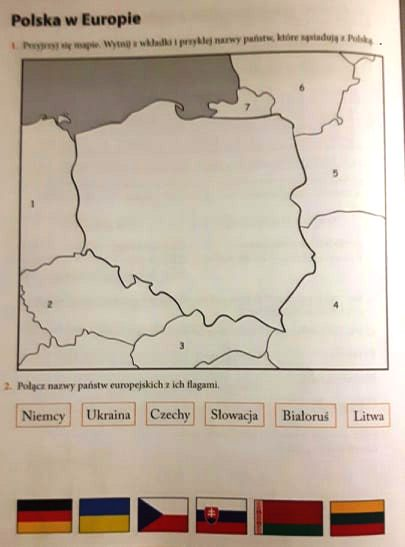 Polska w Europie
1. Przyjrzyj się mapie. Wytnij z wkładki i przyklej nazwy państw, które sąsiadują z Polską.
6
7
5
1
2
4
3
2. Połącz nazwy państw europejskich z ich flagami.
Niemcy Ukraina Czechy Słowacja Białoruś Litwa